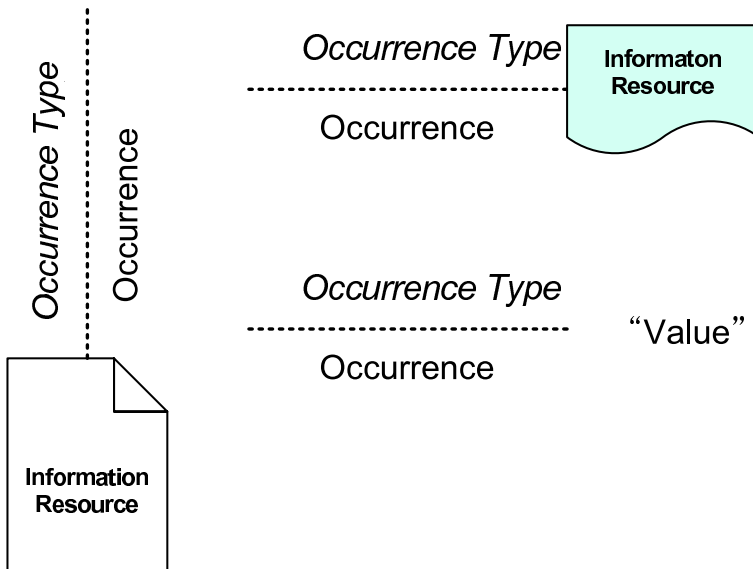 Occurrence Type
Occurrence
Information
Resource
Occurrence Type
Occurrence
Informaton
Resource
Occurrence Type
Occurrence
“Value”